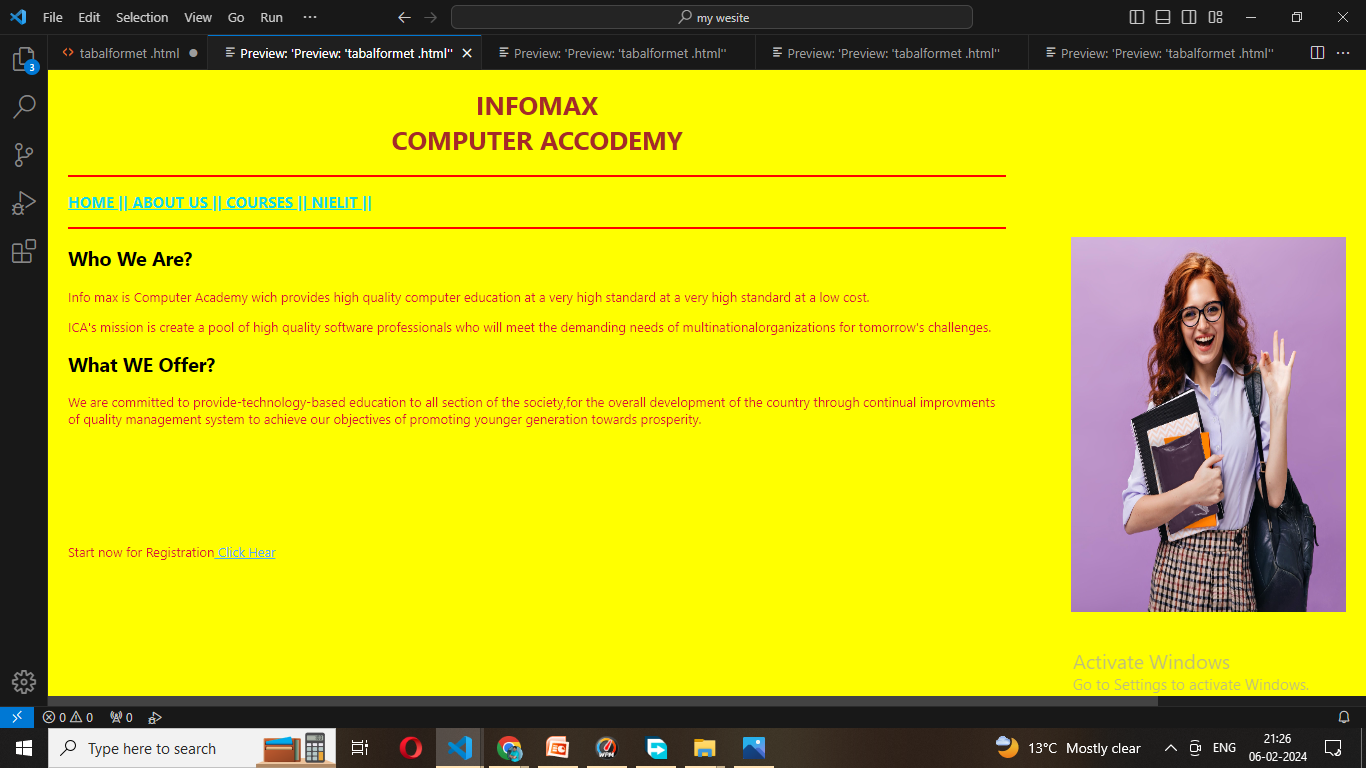 File Edit Selection View Go Run ··· my wesite
tabalformet .html Preview: 'Preview: 'tabalformet .html'' Preview: 'Preview: 'tabalformet .html'' Preview: 'Preview: 'tabalformet .html'' Preview: 'Preview: 'tabalformet .html''
3
INFOMAX
COMPUTER ACCODEMY
HOME || ABOUT US || COURSES || NIELIT ||
Who We Are?
Info max is Computer Academy wich provides high quality computer education at a very high standard at a very high standard at a low cost.
ICA's mission is create a pool of high quality software professionals who will meet the demanding needs of multinationalorganizations for tomorrow's challenges.
What WE Offer?
We are committed to provide-technology-based education to all section of the society,for the overall development of the country through continual improvments
of quality management system to achieve our objectives of promoting younger generation towards prosperity.
Start now for Registration Click Hear
Activate Windows
Go to Settings to activate Windows.
0 0 0
Type here to search WPM 13°C Mostly clear ENG 21:26
06-02-2024